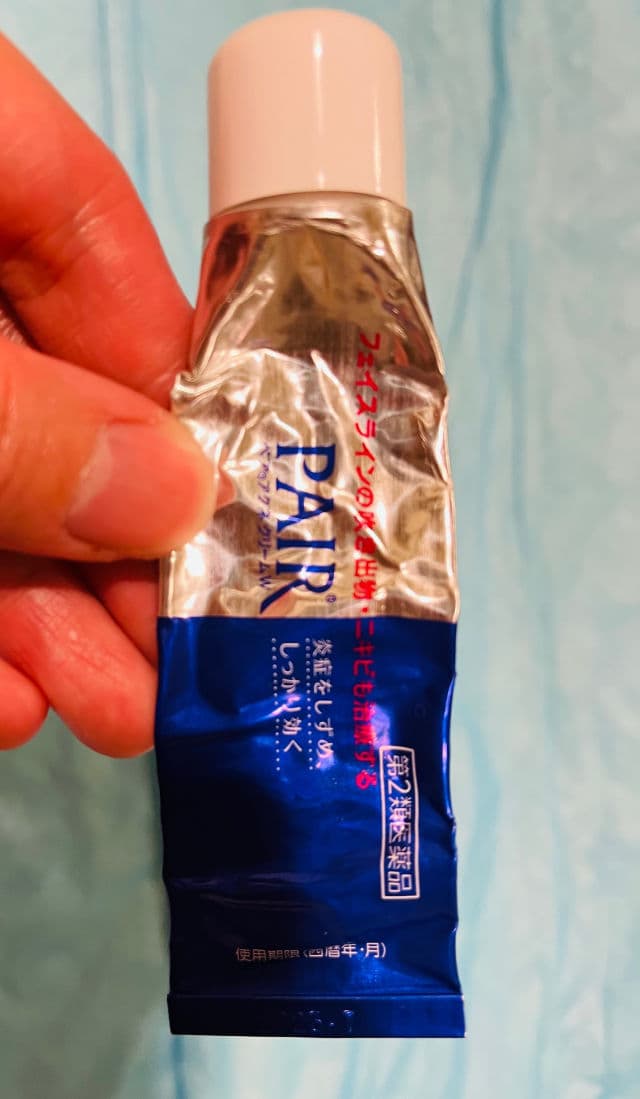 フェイスラインの吹き出物・ニキビも治療する
PAIR®
ペアアクネクリームW
炎症をしずめ、
しっかり効く
第2類医薬品
使用期限(西暦年・月)